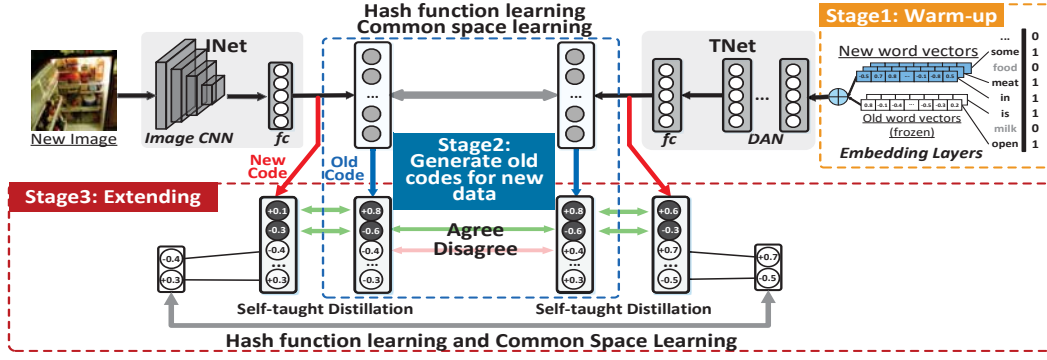 Hash function learning
Common space learning
Stage1: Warm-up
INet
TNet
New word vectors
-0.5 0.7 0.8 ... -0.1 -0.8 0.5
0.8 -0.1 -0.4 ... -0.5 -0.3 0.2
Old word vectors
(frozen)
Embedding Layers
... 0
some 1
food 0
meat 1
in 1
is 1
milk 0
open 1
New Image
Image CNN
fc
...
...
fc
...
DAN
New
Code
Old
Code
Stage2:
Generate old
codes for new
data
Stage3: Extending
+0.1
-0.3
-0.4
...
+0.3
+0.8
-0.6
-0.4
...
-0.3
Agree
Disagree
+0.8
-0.6
+0.4
...
+0.3
+0.6
-0.3
+0.7
...
-0.5
-0.4
+0.3
+0.7
-0.5
Self-taught Distillation
Self-taught Distillation
Hash function learning and Common Space Learning